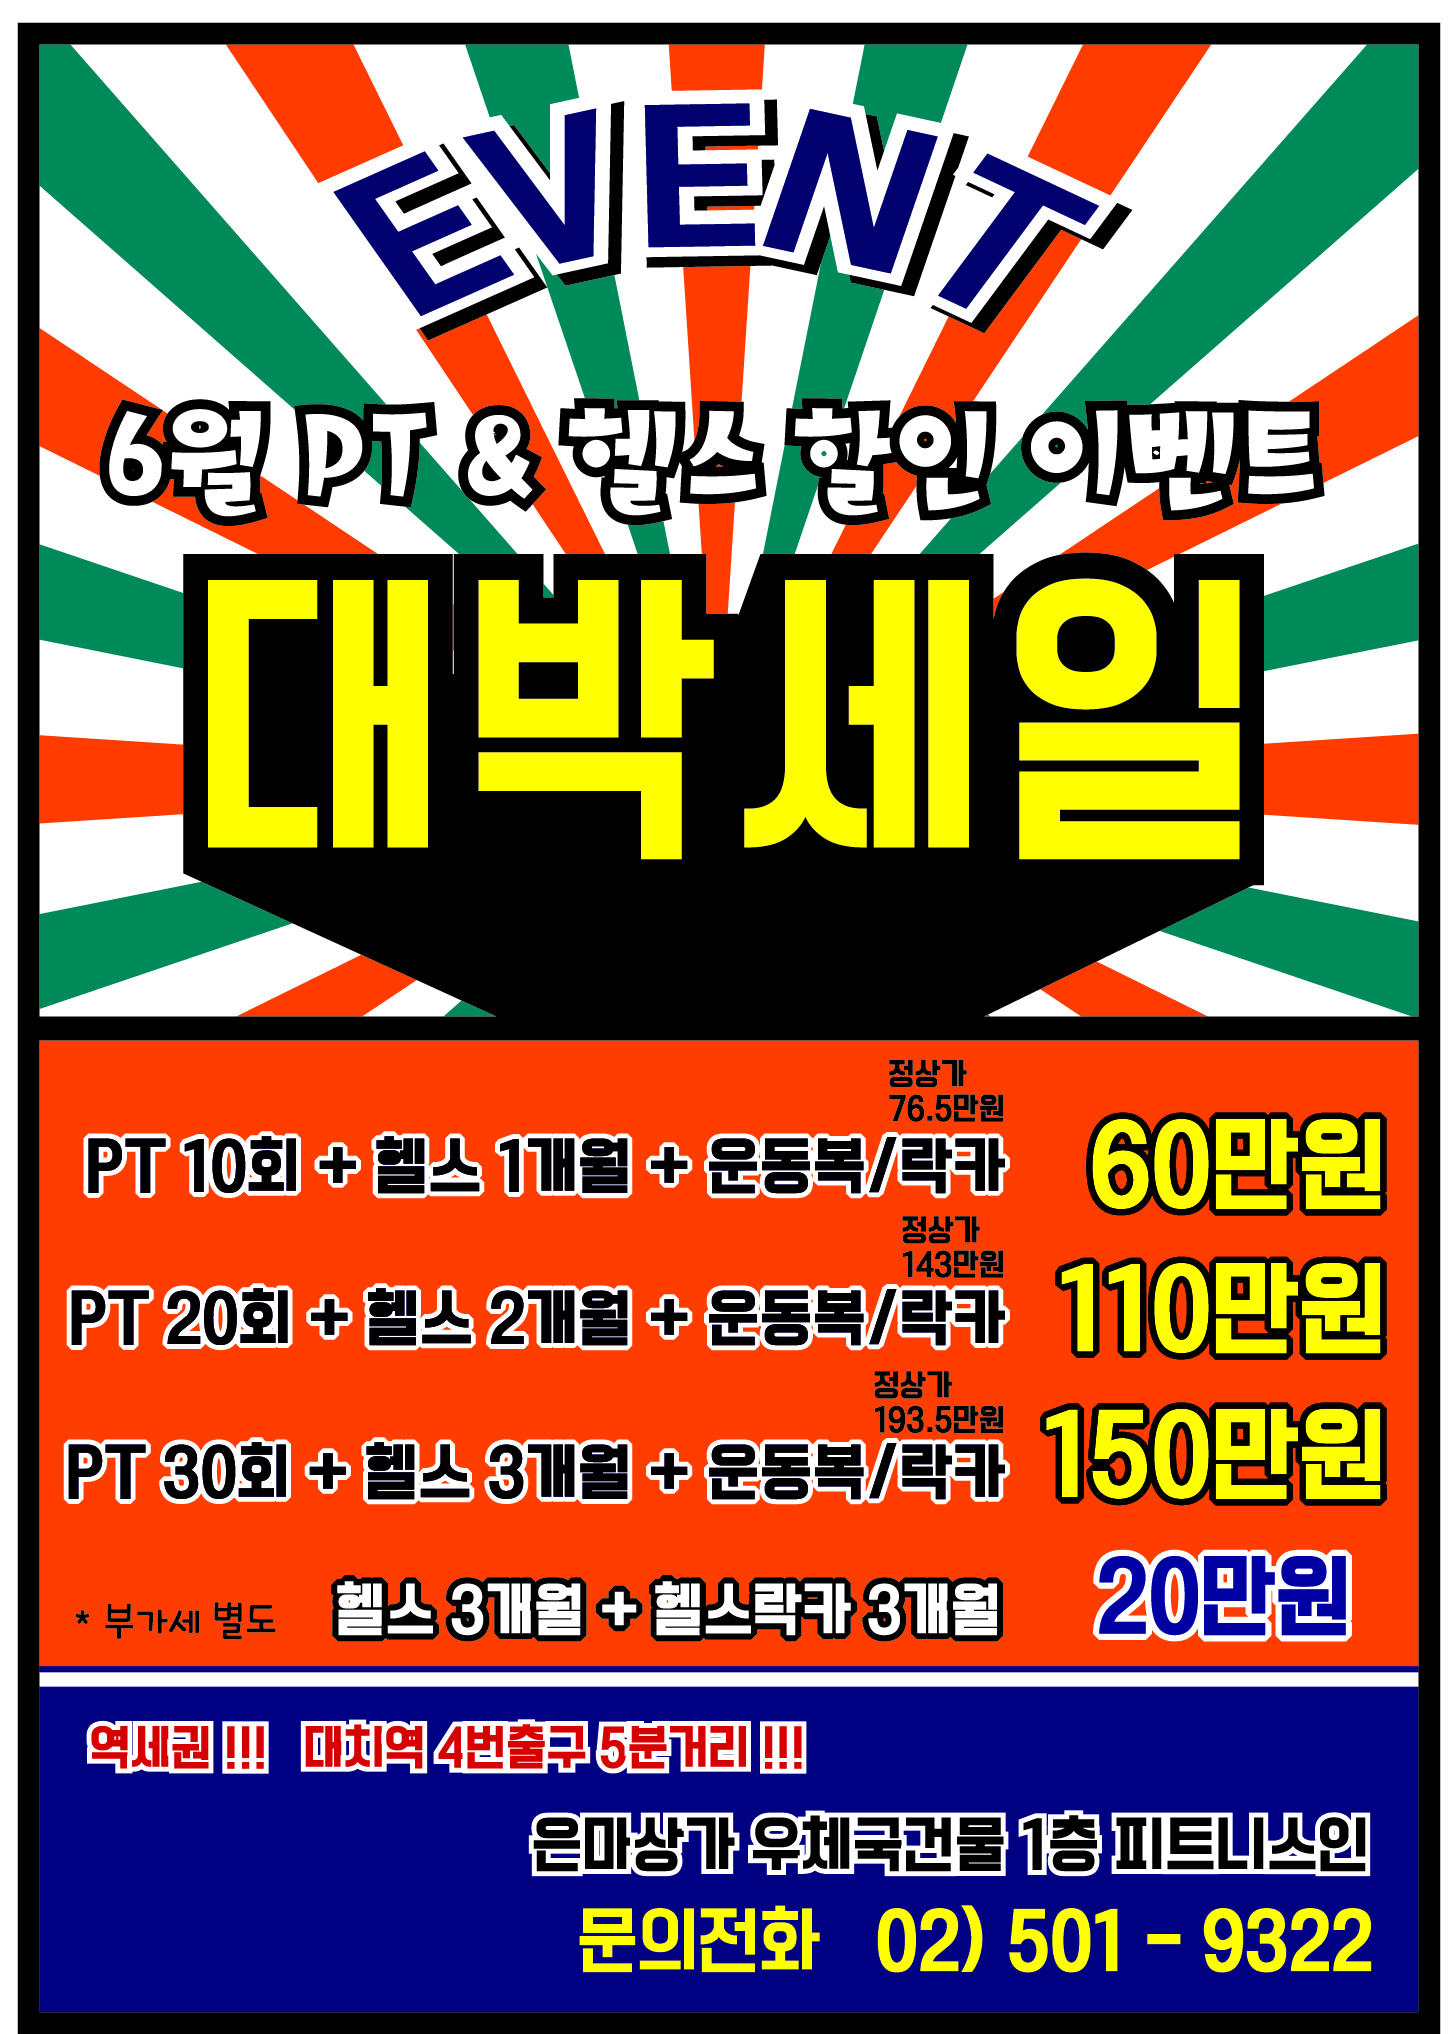 EVENT
6월 PT & 헬스 할인 이벤트
대박세일
정상가
76.5만원
PT 10회 + 헬스 1개월 + 운동복/락카 60만원
정상가
143만원
PT 20회 + 헬스 2개월 + 운동복/락카 110만원
정상가
193.5만원
PT 30회 + 헬스 3개월 + 운동복/락카 150만원
* 부가세 별도 헬스 3개월 + 헬스락카 3개월 20만원
역세권 !!! 대치역 4번출구 5분거리 !!!
은마상가 우체국건물 1층 피트니스인
문의전화 02) 501 - 9322